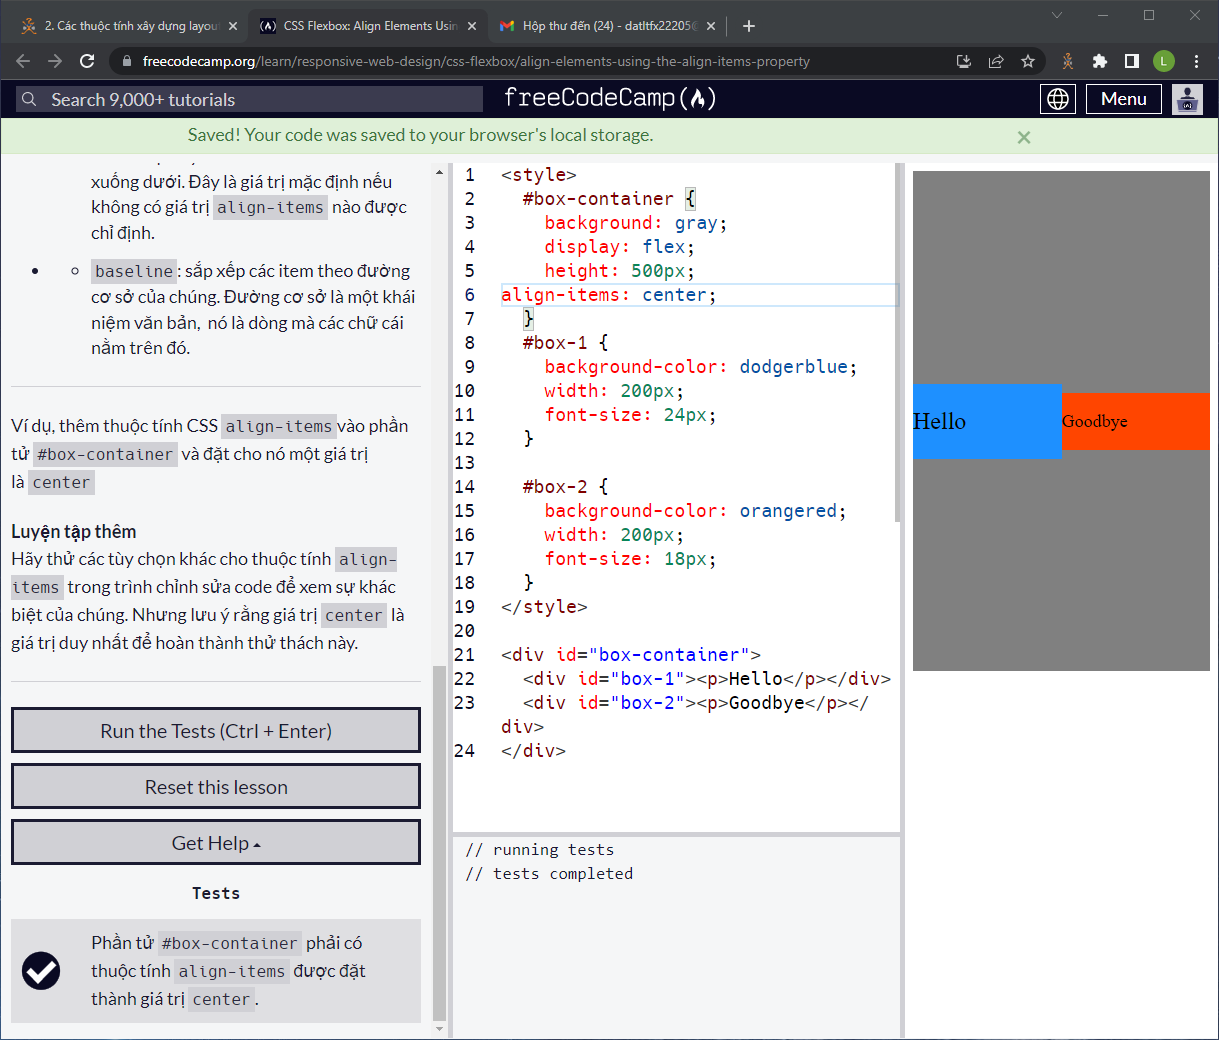 2. Các thuộc tính xây dựng layou
CSS Flexbox: Align Elements Usin
Hộp thư đến (24) - datltfx22205@
freecodecamp.org/learn/responsive-web-design/css-flexbox/align-elements-using-the-align-items-property
L
Search 9,000+ tutorials
freeCodeCamp
Menu
Saved! Your code was saved to your browser's local storage.
xuống dưới. Đây là giá trị mặc định nếu
không có giá trị align-items nào được
chỉ định.
baseline: sắp xếp các item theo đường
cơ sở của chúng. Đường cơ sở là một khái
niệm văn bản, nó là dòng mà các chữ cái
nằm trên đó.
Ví dụ, thêm thuộc tính CSS align-items vào phần
tử #box-container và đặt cho nó một giá trị
là center
Luyện tập thêm
Hãy thử các tùy chọn khác cho thuộc tính align-
items trong trình chỉnh sửa code để xem sự khác
biệt của chúng. Nhưng lưu ý rằng giá trị center là
giá trị duy nhất để hoàn thành thử thách này.
Run the Tests (Ctrl + Enter)
Reset this lesson
Get Help
Tests
Phần tử #box-container phải có
thuộc tính align-items được đặt
thành giá trị center.
1 <style>
2 #box-container {
3 background: gray;
4 display: flex;
5 height: 500px;
6 align-items: center;
7 }
8 #box-1 {
9 background-color: dodgerblue;
10 width: 200px;
11 font-size: 24px;
12 }
13
14 #box-2 {
15 background-color: orangered;
16 width: 200px;
17 font-size: 18px;
18 }
19 </style>
20
21 <div id="box-container">
22 <div id="box-1"><p>Hello</p></div>
23 <div id="box-2"><p>Goodbye</p></
div>
24 </div>
// running tests
// tests completed
Hello
Goodbye